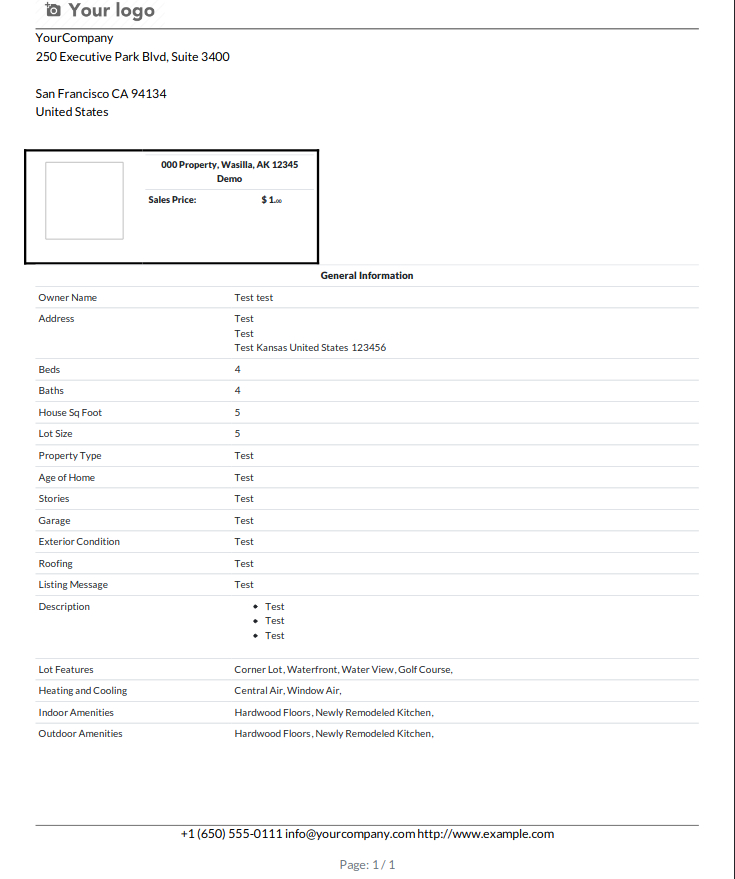 Your logo
YourCompany
250 Executive Park Blvd, Suite 3400
San Francisco CA 94134
United States
000 Property, Wasilla, AK 12345
Demo
Sales Price: $ 1.00
General Information
Owner Name Test test
Address Test
Test
Test Kansas United States 123456
Beds 4
Baths 4
House Sq Foot 5
Lot Size 5
Property Type Test
Age of Home Test
Stories Test
Garage Test
Exterior Condition Test
Roofing Test
Listing Message Test
Description • Test
• Test
• Test
Lot Features Corner Lot, Waterfront, Water View, Golf Course,
Heating and Cooling Central Air, Window Air,
Indoor Amenities Hardwood Floors, Newly Remodeled Kitchen,
Outdoor Amenities Hardwood Floors, Newly Remodeled Kitchen,
+1 (650) 555-0111 info@yourcompany.com http://www.example.com
Page: 1 / 1